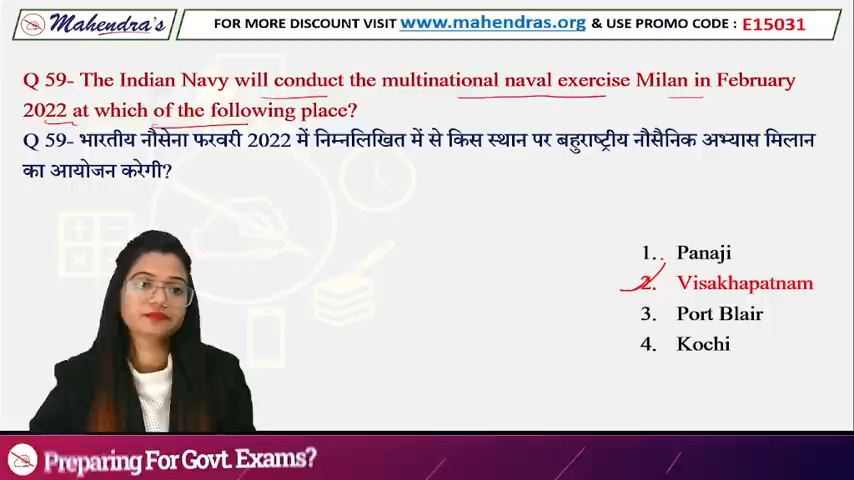 Mahendra's
FOR MORE DISCOUNT VISIT www.mahendras.org & USE PROMO CODE : E15031
Q 59- The Indian Navy will conduct the multinational naval exercise Milan in February
2022 at which of the following place?
Q 59- भारतीय नौसेना फरवरी 2022 में निम्नलिखित में से किस स्थान पर बहुराष्ट्रीय नौसैनिक अभ्यास मिलान
का आयोजन करेगी?
1. Panaji
2. Visakhapatnam
3. Port Blair
4. Kochi
Preparing For Govt. Exams?